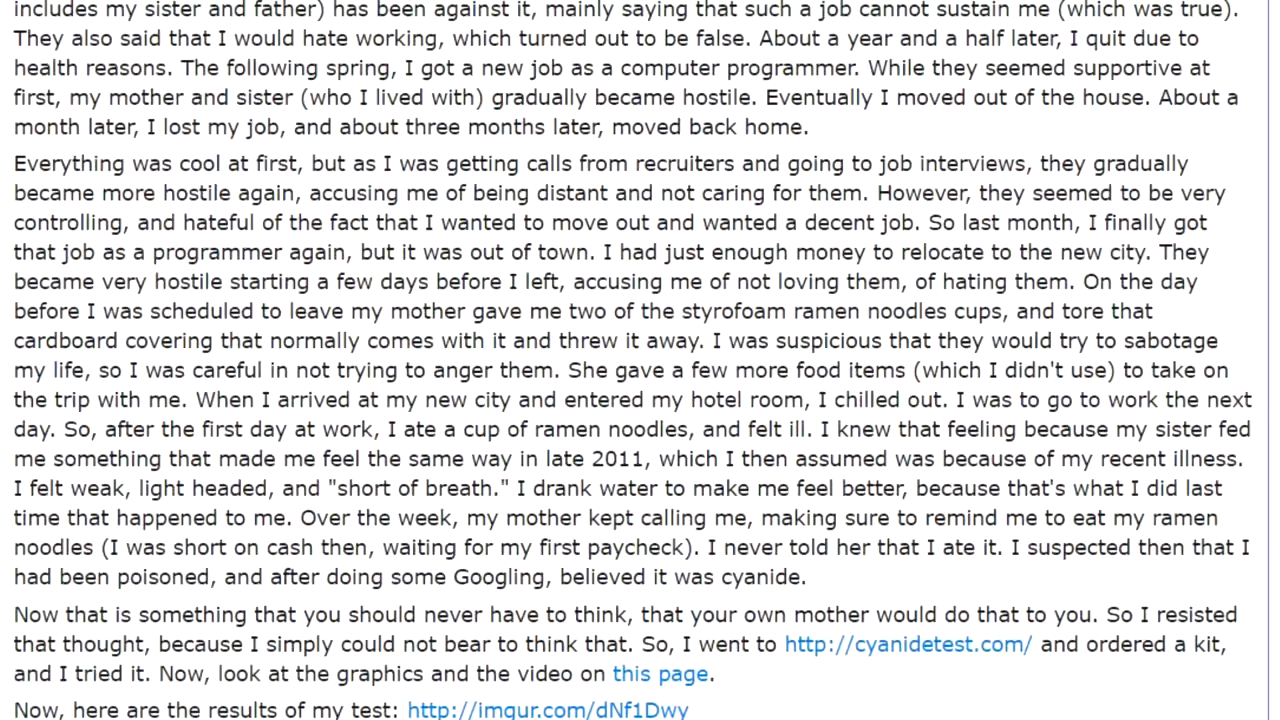 includes my sister and father) has been against it, mainly saying that such a job cannot sustain me (which was true).
They also said that I would hate working, which turned out to be false. About a year and a half later, I quit due to
health reasons. The following spring, I got a new job as a computer programmer. While they seemed supportive at
first, my mother and sister (who I lived with) gradually became hostile. Eventually I moved out of the house. About a
month later, I lost my job, and about three months later, moved back home.
Everything was cool at first, but as I was getting calls from recruiters and going to job interviews, they gradually
became more hostile again, accusing me of being distant and not caring for them. However, they seemed to be very
controlling, and hateful of the fact that I wanted to move out and wanted a decent job. So last month, I finally got
that job as a programmer again, but it was out of town. I had just enough money to relocate to the new city. They
became very hostile starting a few days before I left, accusing me of not loving them, of hating them. On the day
before I was scheduled to leave my mother gave me two of the styrofoam ramen noodles cups, and tore that
cardboard covering that normally comes with it and threw it away. I was suspicious that they would try to sabotage
my life, so I was careful in not trying to anger them. She gave a few more food items (which I didn't use) to take on
the trip with me. When I arrived at my new city and entered my hotel room, I chilled out. I was to go to work the next
day. So, after the first day at work, I ate a cup of ramen noodles, and felt ill. I knew that feeling because my sister fed
me something that made me feel the same way in late 2011, which I then assumed was because of my recent illness.
I felt weak, light headed, and "short of breath." I drank water to make me feel better, because that's what I did last
time that happened to me. Over the week, my mother kept calling me, making sure to remind me to eat my ramen
noodles (I was short on cash then, waiting for my first paycheck). I never told her that I ate it. I suspected then that I
had been poisoned, and after doing some Googling, believed it was cyanide.
Now that is something that you should never have to think, that your own mother would do that to you. So I resisted
that thought, because I simply could not bear to think that. So, I went to http://cyanidetest.com/ and ordered a kit,
and I tried it. Now, look at the graphics and the video on this page.
Now, here are the results of my test: http://imgur.com/dNf1Dwy